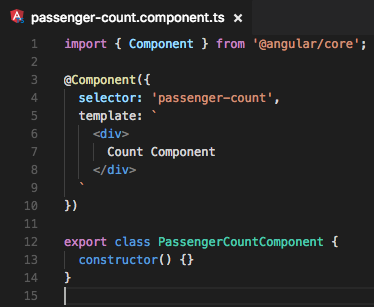 passenger-count.component.ts ×
1 import { Component } from '@angular/core';
2
3 @Component({
4   selector: 'passenger-count',
5   template: `
6     <div>
7       Count Component
8     </div>
9   `
10 })
11
12 export class PassengerCountComponent {
13   constructor() {}
14 }
15